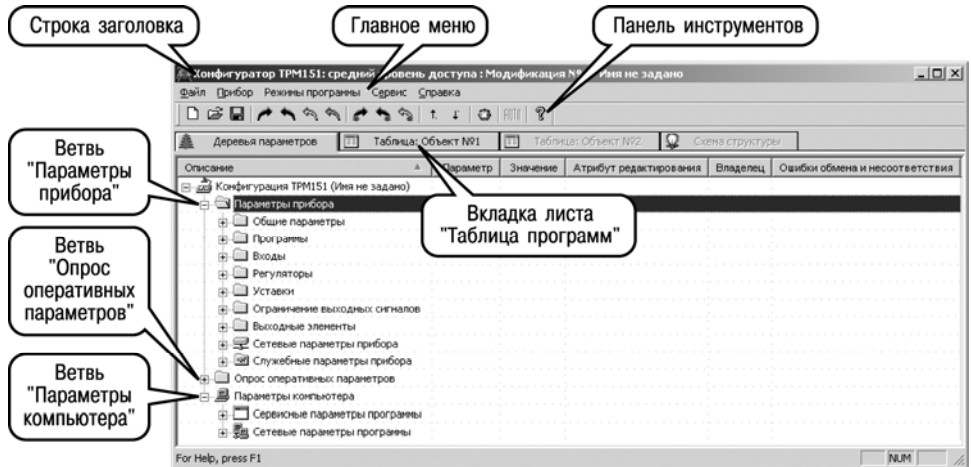 Строка заголовка
Главное меню
Панель инструментов
Конфигуратор ТРМ151: средний уровень доступа : Модификация № Имя не задано
Файл Прибор Режимы программы Сервис Справка
Деревья параметров Таблица: Объект №1 Таблица: Объект №2 Схема структуры
Описание Параметр Значение Атрибут редактирования Владелец Ошибки обмена и несоответствия
Конфигурация ТРМ151 (Имя не задано)
Параметры прибора
Общие параметры
Программы
Входы
Регуляторы
Уставки
Ограничение выходных сигналов
Выходные элементы
Сетевые параметры прибора
Служебные параметры прибора
Опрос оперативных параметров
Параметры компьютера
Сервисные параметры программы
Сетевые параметры программы
For Help, press F1
NUM
Ветвь
"Параметры
прибора"
Ветвь
"Опрос
оперативных
параметров"
Ветвь
"Параметры
компьютера"
Вкладка листа
"Таблица программ"